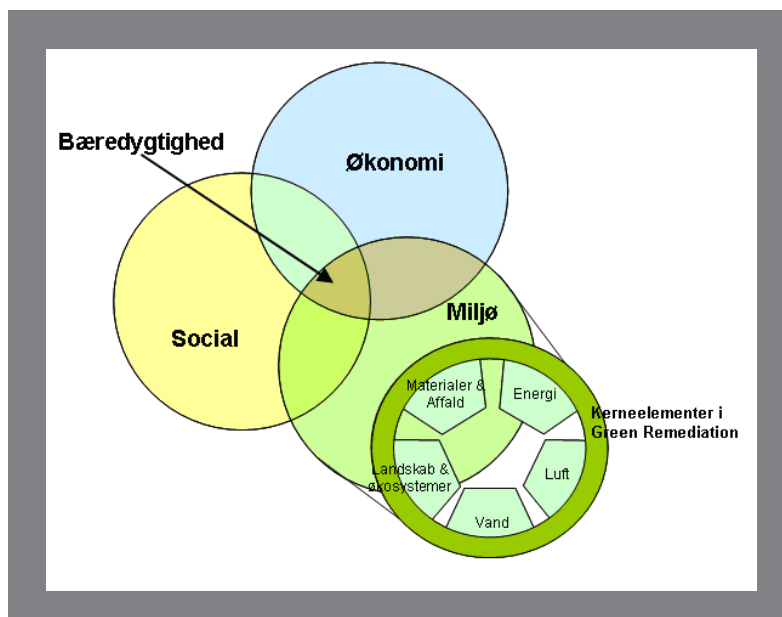 Bæredygtighed
Økonomi
Social
Miljø
Materialer &
Affald
Energi
Kerneelementer i
Green Remediation
Landskab &
økosystemer
Luft
Vand